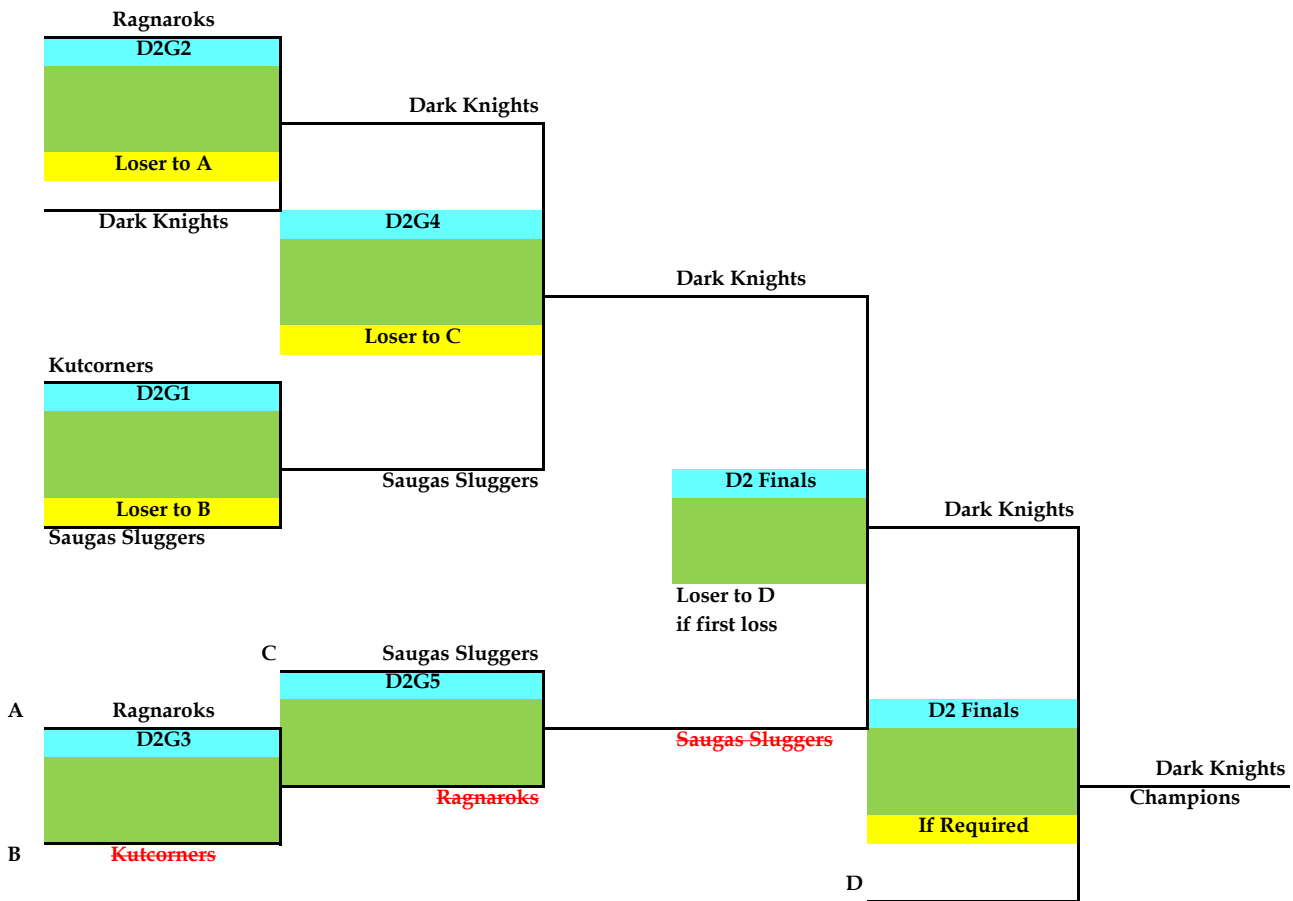 Ragnaroks
D2G2
Dark Knights
Loser to A
Dark Knights
D2G4
Dark Knights
Loser to C
Kutcorners
D2G1
Saugas Sluggers
D2 Finals
Loser to B
Dark Knights
Saugas Sluggers
Loser to D
if first loss
C
Saugas Sluggers
D2G5
A
Ragnaroks
D2 Finals
D2G3
Saugas Sluggers
Dark Knights
Ragnaroks
Champions
If Required
B
Kutcorners
D